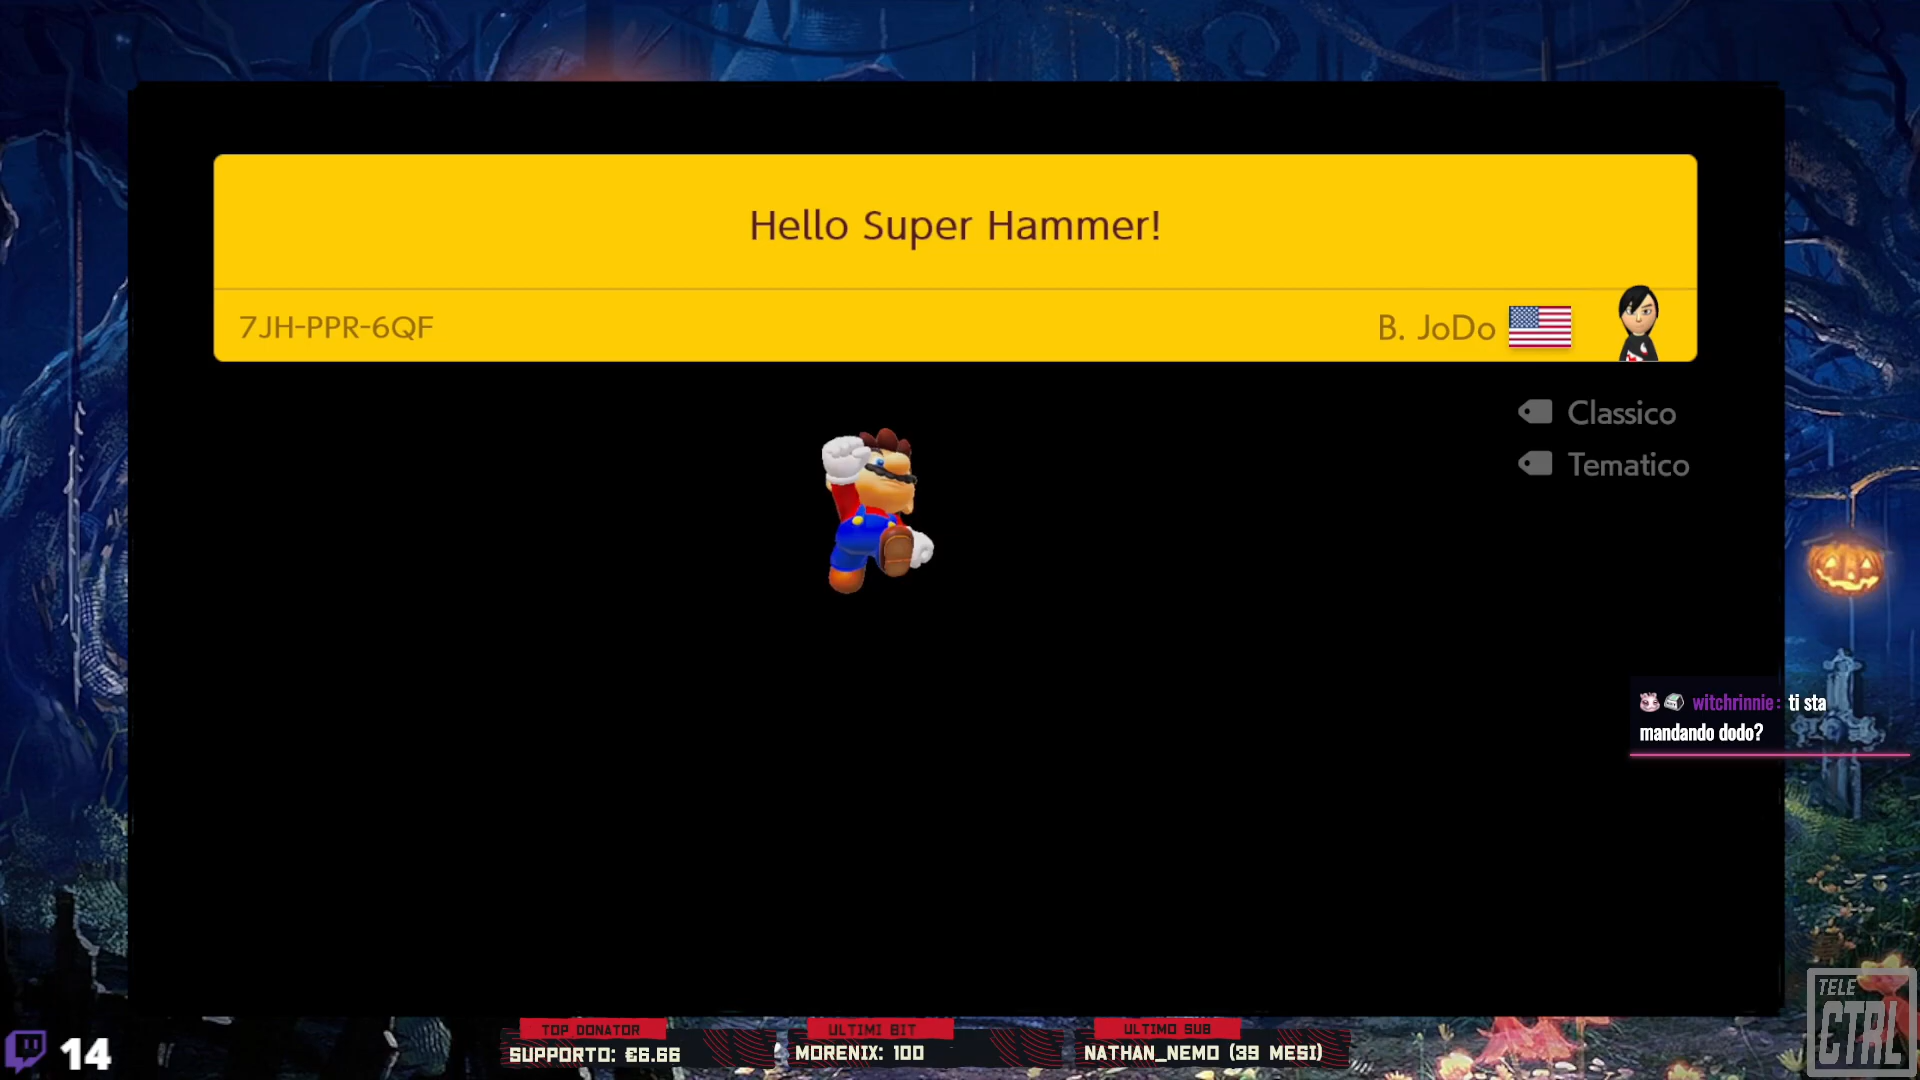 Hello Super Hammer!
7JH-PPR-6QF
B. JoDo
Classico
Tematico
witchrinnie: ti sta
mandando dodo?
TELE
CTRL
14
TOP DONATOR
SUPPORTO: €6.66
ULTIMI BIT
MORENIX: 100
ULTIMO SUB
NATHAN_NEMO (39 MESI)